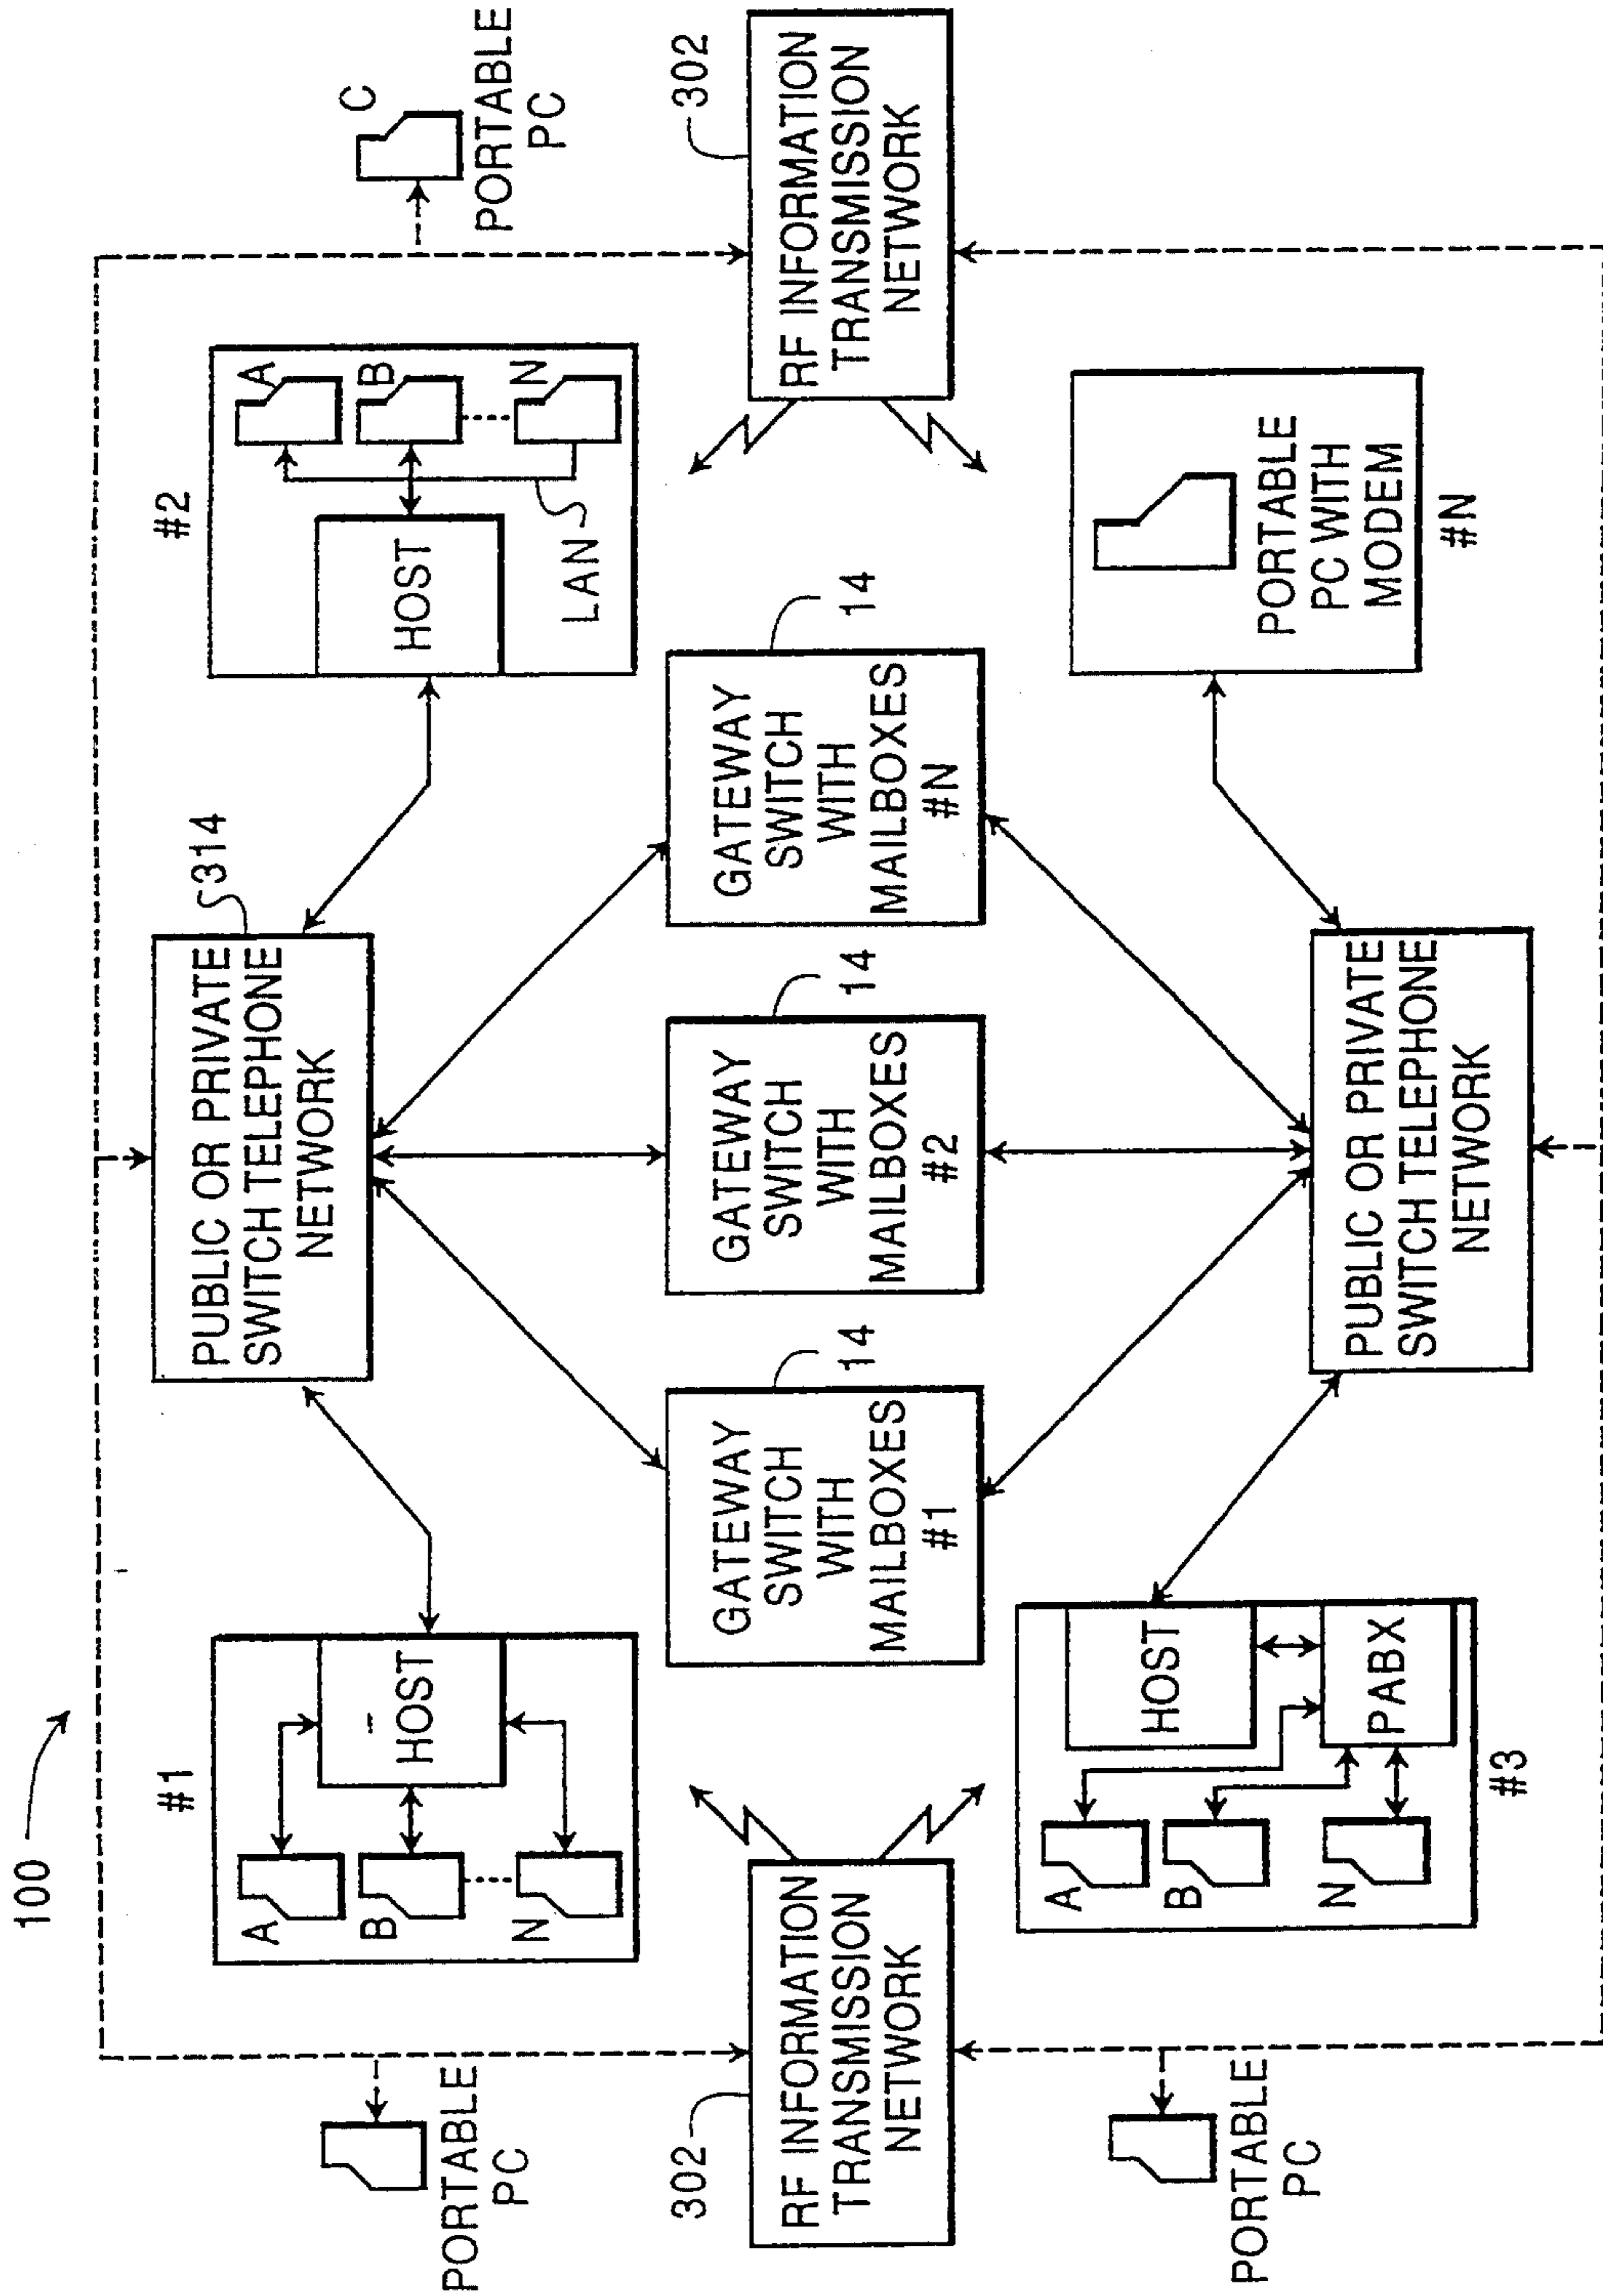 100
PORTABLE
PC
C
PORTABLE
PC
#1
A
B
N
-
HOST
PUBLIC OR PRIVATE
SWITCH TELEPHONE
NETWORK
314
#2
HOST
A
B
N
LAN
302
RF INFORMATION
TRANSMISSION
NETWORK
GATEWAY
SWITCH
WITH
MAILBOXES
#1
14
GATEWAY
SWITCH
WITH
MAILBOXES
#2
14
GATEWAY
SWITCH
WITH
MAILBOXES
#N
14
RF INFORMATION
TRANSMISSION
NETWORK
302
PORTABLE
PC
A
B
N
HOST
PABX
#3
PUBLIC OR PRIVATE
SWITCH TELEPHONE
NETWORK
PORTABLE
PC WITH
MODEM
#N